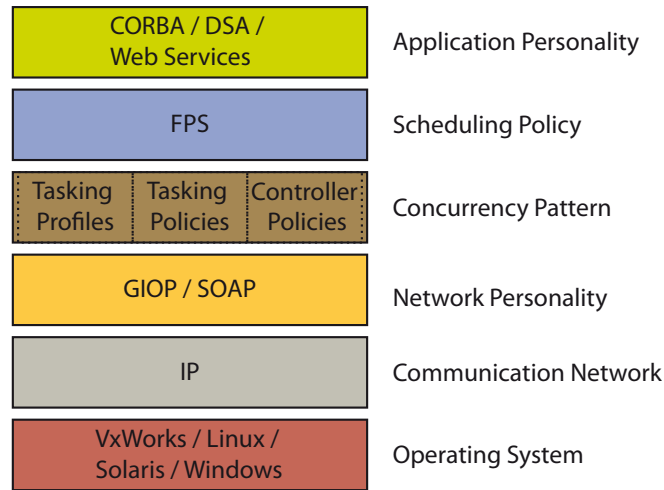 CORBA / DSA /
Web Services
Application Personality
FPS
Scheduling Policy
Tasking
Profiles
Tasking
Policies
Controller
Policies
Concurrency Pattern
GIOP / SOAP
Network Personality
IP
Communication Network
VxWorks / Linux /
Solaris / Windows
Operating System